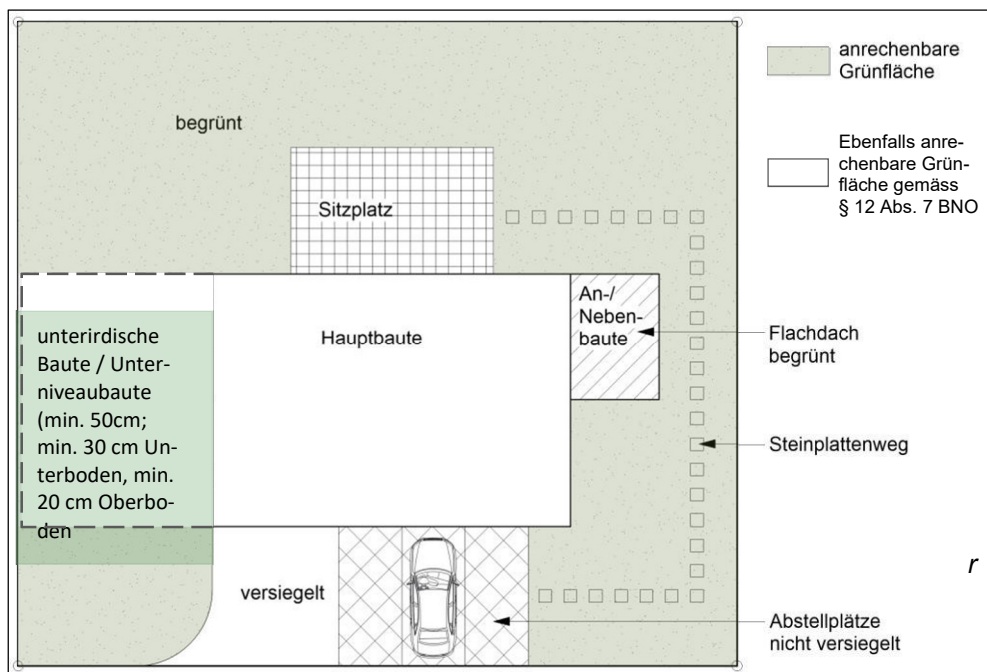 begrünt
Sitzplatz
Hauptbaute
An-/
Neben-
baute
unterirdische
Baute / Unter-
niveaubaute
(min. 50cm;
min. 30 cm Un-
terboden, min.
20 cm Oberbo-
den
versiegelt
anrechenbare
Grünfläche
Ebenfalls anre-
chenbare Grün-
fläche gemäss
§ 12 Abs. 7 BNO
Flachdach
begrünt
Steinplattenweg
r
Abstellplätze
nicht versiegelt